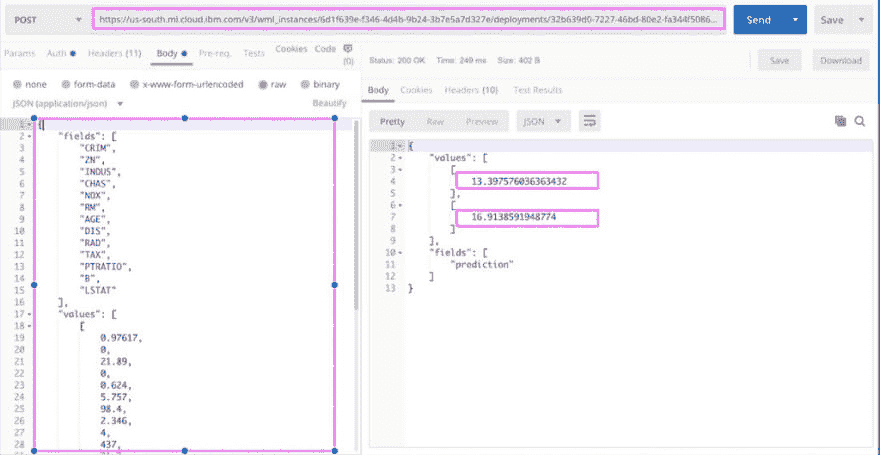 POST
https://us-south.ml.cloud.ibm.com/v3/wml_instances/6d1f639e-f346-4d4b-9b24-3b7e5a7d327e/deployments/32b639d0-7227-46bd-80e2-fa344f5086...
Send
Save
Params Auth Headers (11) Body Pre-req. Tests Cookies Code (0)
none form-data x-www-form-urlencoded raw binary
JSON (application/json) Beautify
1 {
2 "fields": [
3 "CRIM",
4 "ZN",
5 "INDUS",
6 "CHAS",
7 "NOX",
8 "RM",
9 "AGE",
10 "DIS",
11 "RAD",
12 "TAX",
13 "PTRATIO",
14 "B",
15 "LSTAT"
16 ],
17 "values": [
18 [
19 0.97617,
20 0,
21 21.89,
22 0,
23 0.624,
24 5.757,
25 98.4,
26 2.346,
27 4,
28 437,
Status: 200 OK Time: 249 ms Size: 402 B
Save Download
Body Cookies Headers (10) Test Results
Pretty Raw Preview JSON
1 {
2 "values": [
3 [
4 13.397576036363432
5 ],
6 [
7 16.9138591948774
8 ]
9 ],
10 "fields": [
11 "prediction"
12 ]
13 }